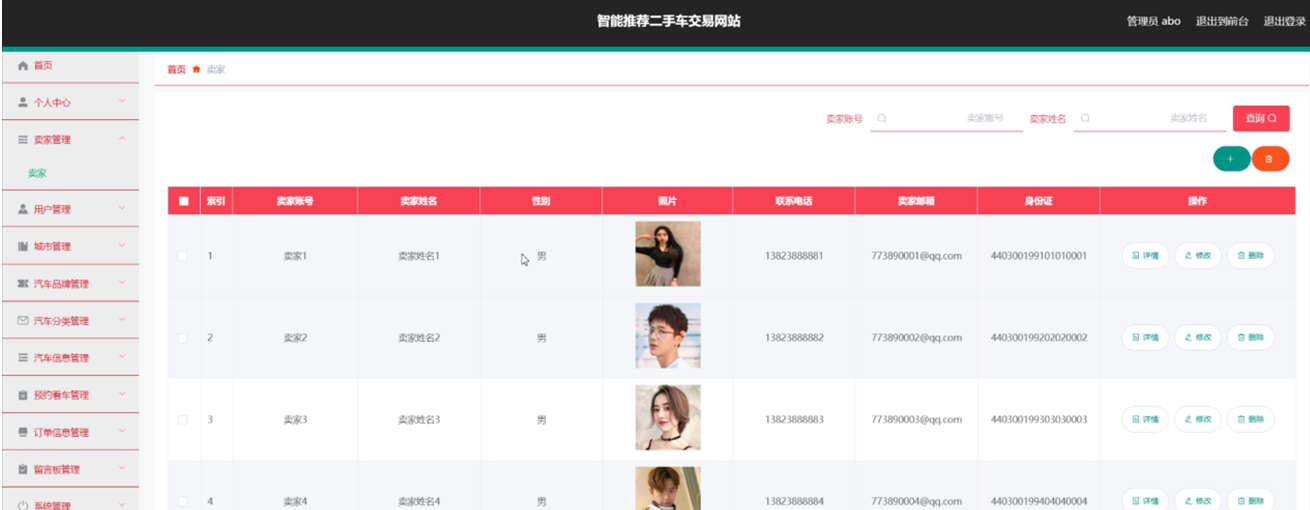 智能推荐二手车交易网站
管理员 abo 退出到前台 退出登录
首页
个人中心
卖家管理
卖家
用户管理
城市管理
汽车品牌管理
汽车分类管理
汽车信息管理
预约看车管理
订单信息管理
留言板管理
系统管理
首页 卖家
卖家账号 卖家账号 卖家姓名 卖家姓名 查询
+
索引 卖家账号 卖家姓名 性别 照片 联系电话 卖家邮箱 身份证 操作
1 卖家1 卖家姓名1 男 13823888881 773890001@qq.com 440300199101010001 详情 修改 删除
2 卖家2 卖家姓名2 男 13823888882 773890002@qq.com 440300199202020002 详情 修改 删除
3 卖家3 卖家姓名3 男 13823888883 773890003@qq.com 440300199303030003 详情 修改 删除
4 卖家4 卖家姓名4 男 13823888884 773890004@qq.com 440300199404040004 详情 修改 删除